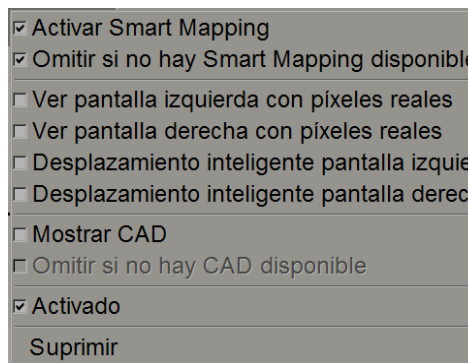 Activar Smart Mapping
Omitir si no hay Smart Mapping disponible
Ver pantalla izquierda con píxeles reales
Ver pantalla derecha con píxeles reales
Desplazamiento inteligente pantalla izquie
Desplazamiento inteligente pantalla derec
Mostrar CAD
Omitir si no hay CAD disponible
Activado
Suprimir